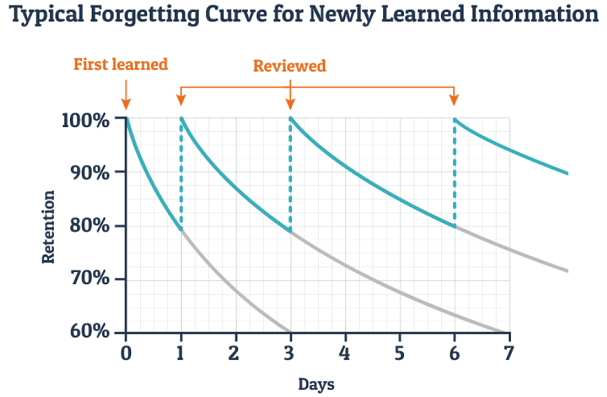 Typical Forgetting Curve for Newly Learned Information
First learned
Reviewed
100%
90%
80%
70%
60%
Retention
0 1 2 3 4 5 6 7
Days